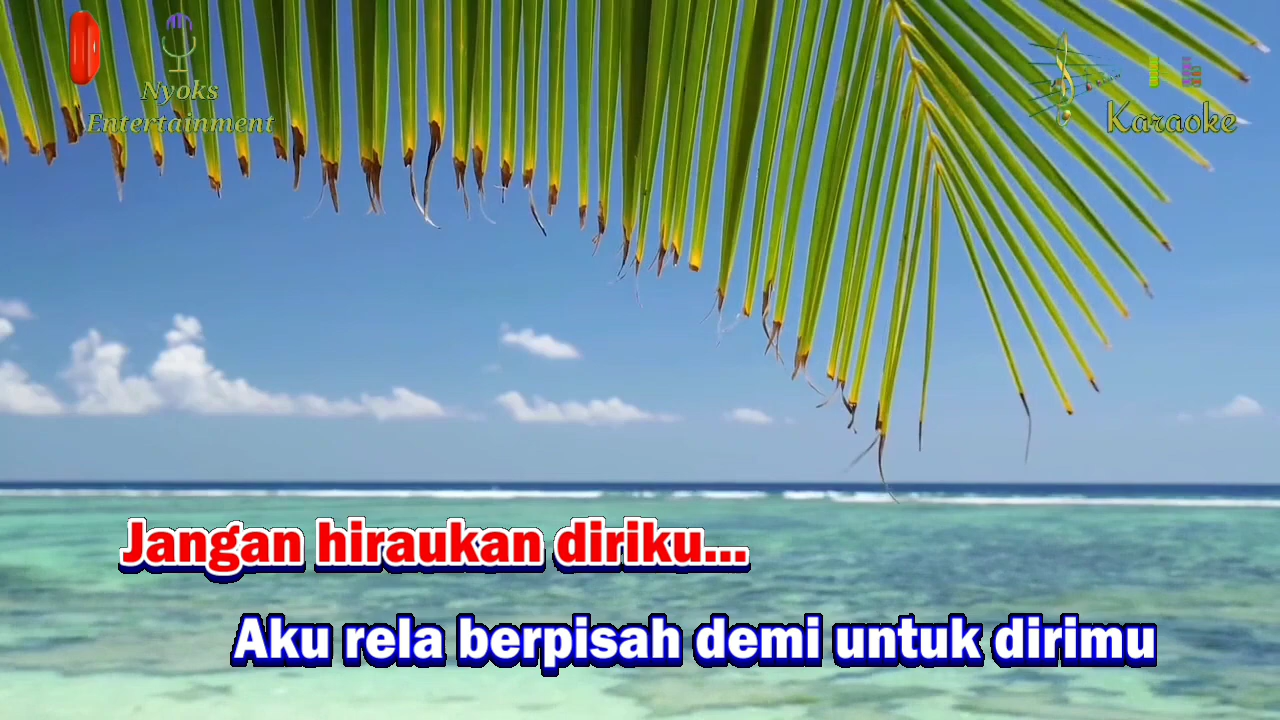 Nyoks
Entertainment
Karaoke
Jangan hiraukan diriku...
Aku rela berpisah demi untuk dirimu